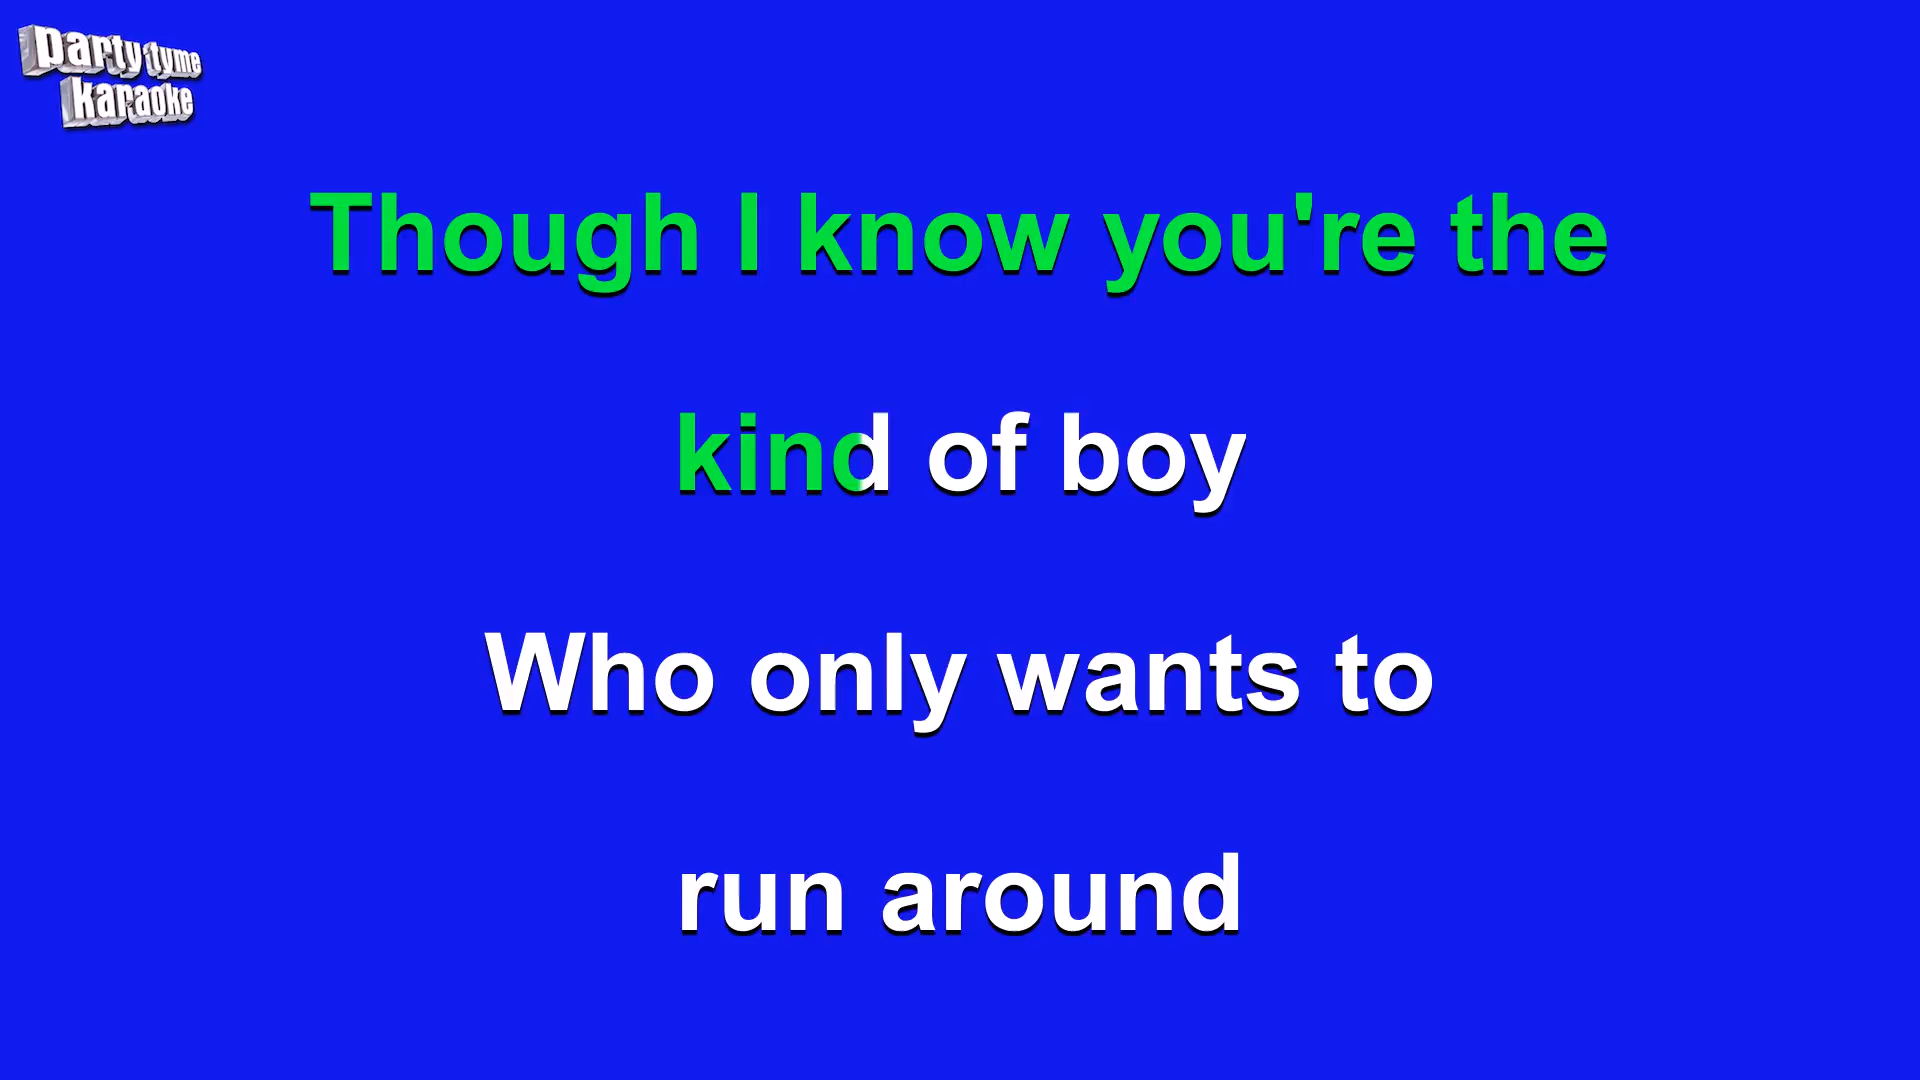 party tyme
karaoke
Though I know you're the
kind of boy
Who only wants to
run around